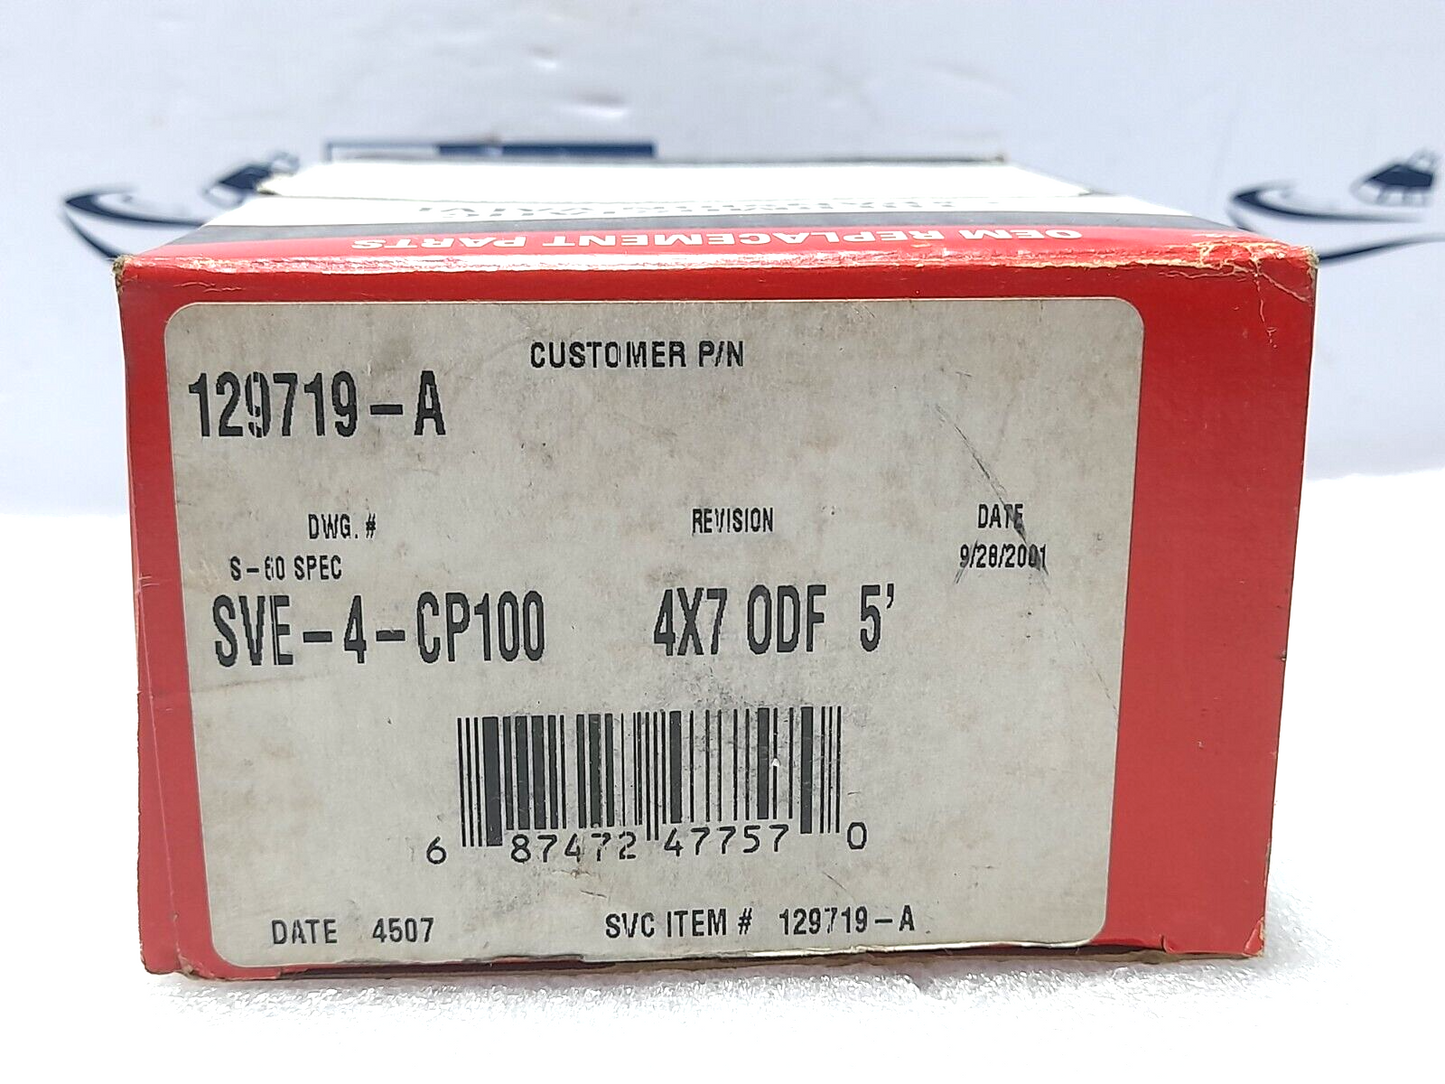 OEM REPLACEMENT PARTS
CUSTOMER P/N
129719-A
DWG. #
REVISION
DATE
S-60 SPEC
9/28/2001
SVE-4-CP100
4X7 ODF 5'
6 87472 47757 0
DATE 4507
SVC ITEM # 129719-A